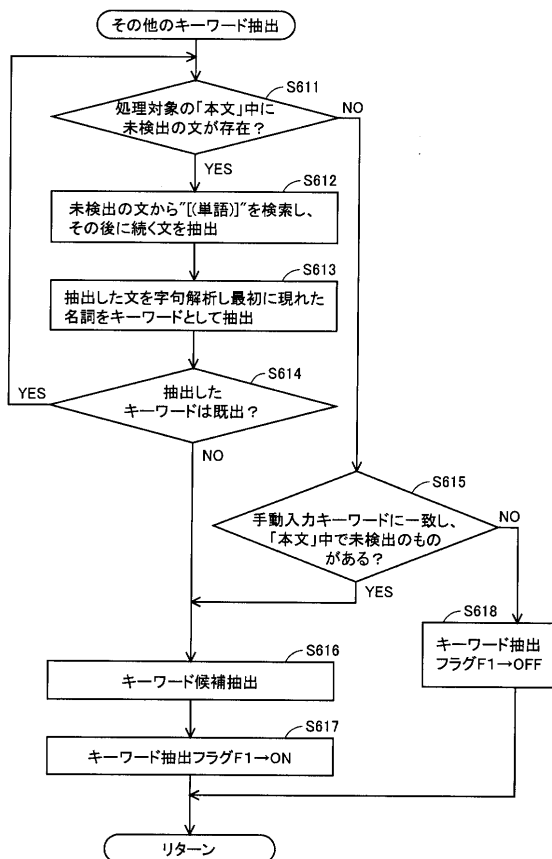 その他のキーワード抽出
S611
処理対象の「本文」中に
未検出の文が存在?
NO
YES
S612
未検出の文から"[(単語)]"を検索し、
その後に続く文を抽出
S613
抽出した文を字句解析し最初に現れた
名詞をキーワードとして抽出
S614
抽出した
キーワードは既出?
YES
NO
S615
手動入力キーワードに一致し、
「本文」中で未検出のもの
がある?
NO
YES
S618
キーワード抽出
フラグF1→OFF
S616
キーワード候補抽出
S617
キーワード抽出フラグF1→ON
リターン